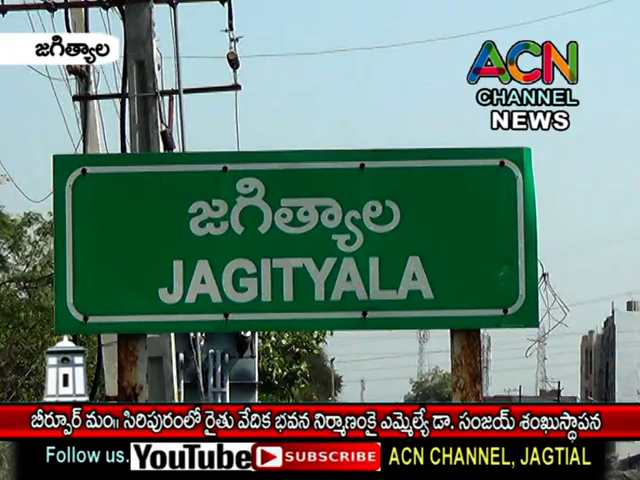 జగిత్యాల
ACN
CHANNEL
NEWS
జగిత్యాల
JAGITYALA
బీర్పూర్ మం॥ సిరిపురంలో రైతు వేదిక భవన నిర్మాణంకై ఎమ్మెల్యే డా. సంజయ్ శంఖుస్థాపన
Follow us. YouTube SUBSCRIBE ACN CHANNEL, JAGTIAL